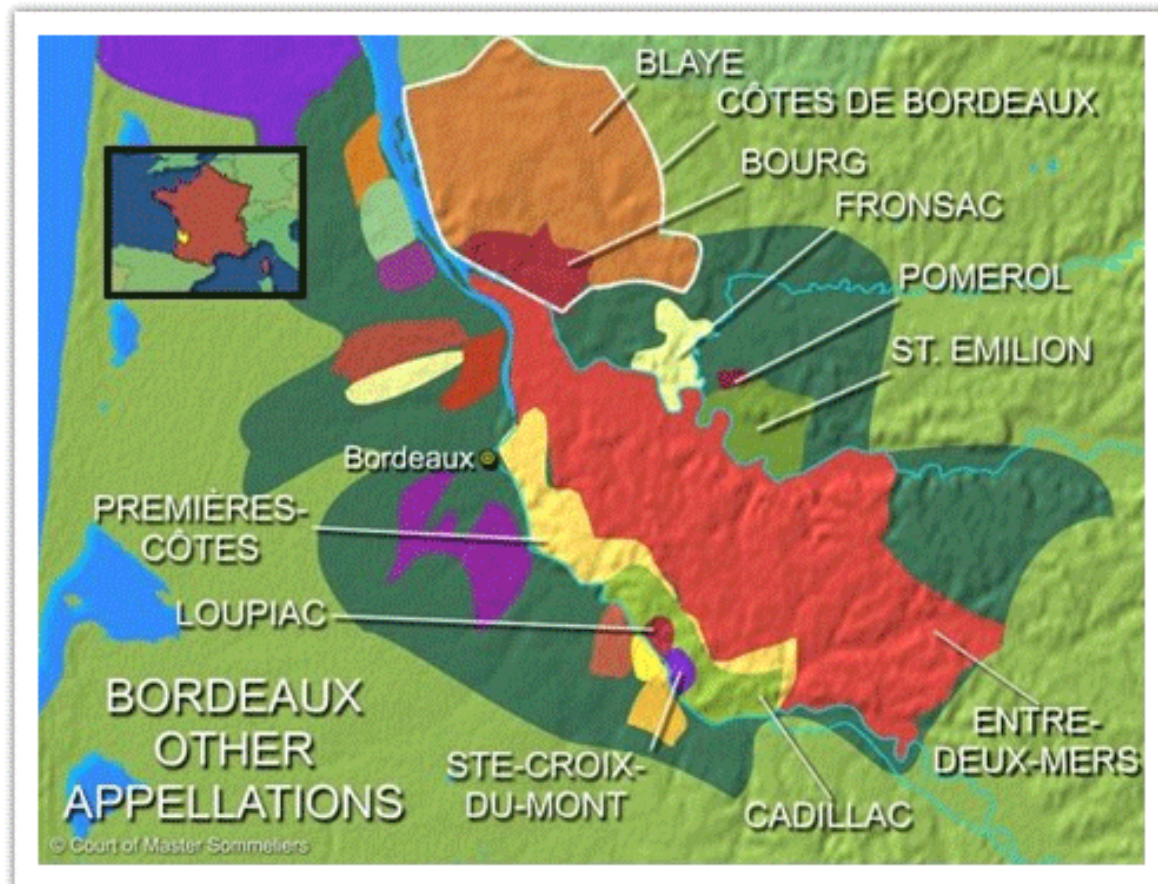 BLAYE
CÔTES DE BORDEAUX
BOURG
FRONSAC
POMEROL
ST. EMILION
Bordeaux
PREMIÈRES-
CÔTES
LOUPIAC
BORDEAUX
OTHER
APPELLATIONS
STE-CROIX-
DU-MONT
CADILLAC
ENTRE-
DEUX-MERS
© Court of Master Sommeliers